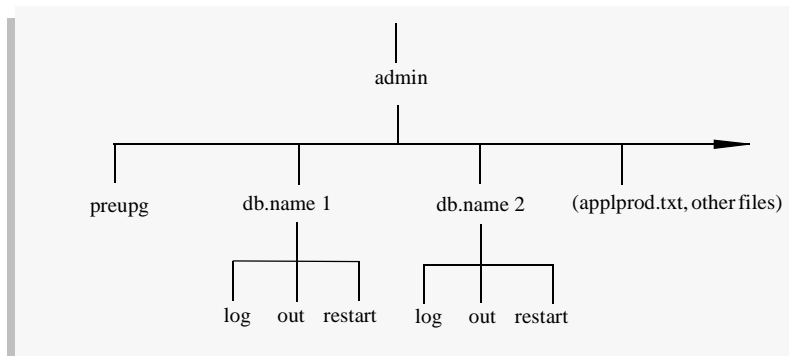 admin
preupg db.name 1 db.name 2 (applprod.txt, other files)
log out restart log out restart